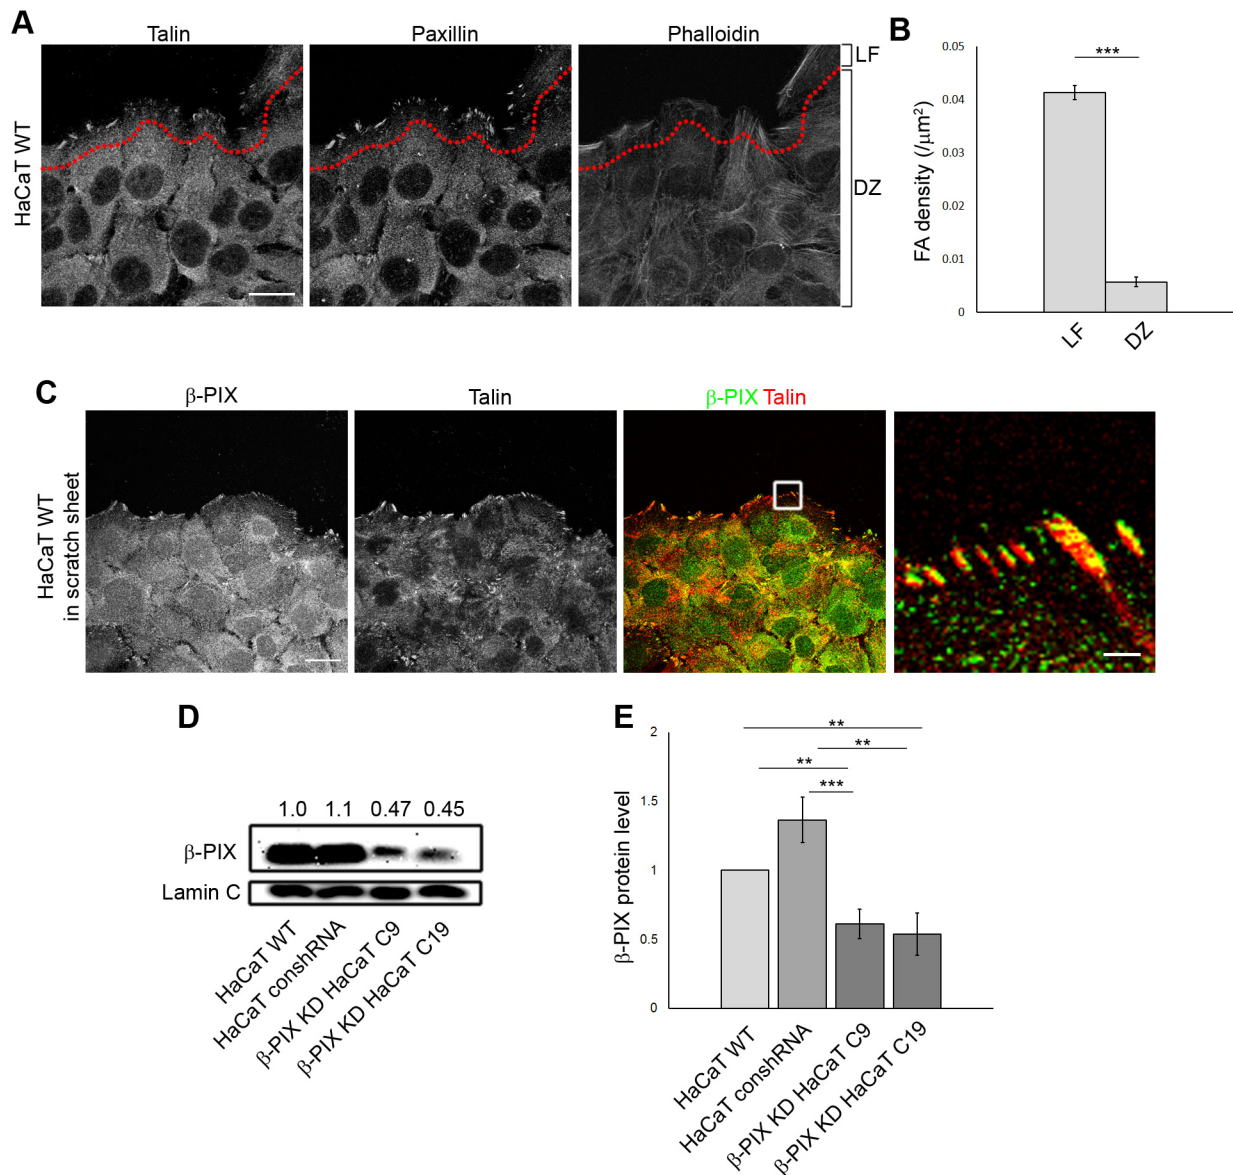 A
Talin
Paxillin
Phalloidin
HaCaT WT
LF
DZ
B
FA density (/μm2)
0.05
0.04
0.03
0.02
0.01
0
***
LF
DZ
C
β-PIX
Talin
β-PIX Talin
HaCaT WT
in scratch sheet
D
1.0 1.1 0.47 0.45
β-PIX
Lamin C
HaCaT WT
HaCaT conshRNA
β-PIX KD HaCaT C9
β-PIX KD HaCaT C19
E
β-PIX protein level
2
1.5
1
0.5
0
**
**
**
***
HaCaT WT
HaCaT conshRNA
β-PIX KD HaCaT C9
β-PIX KD HaCaT C19